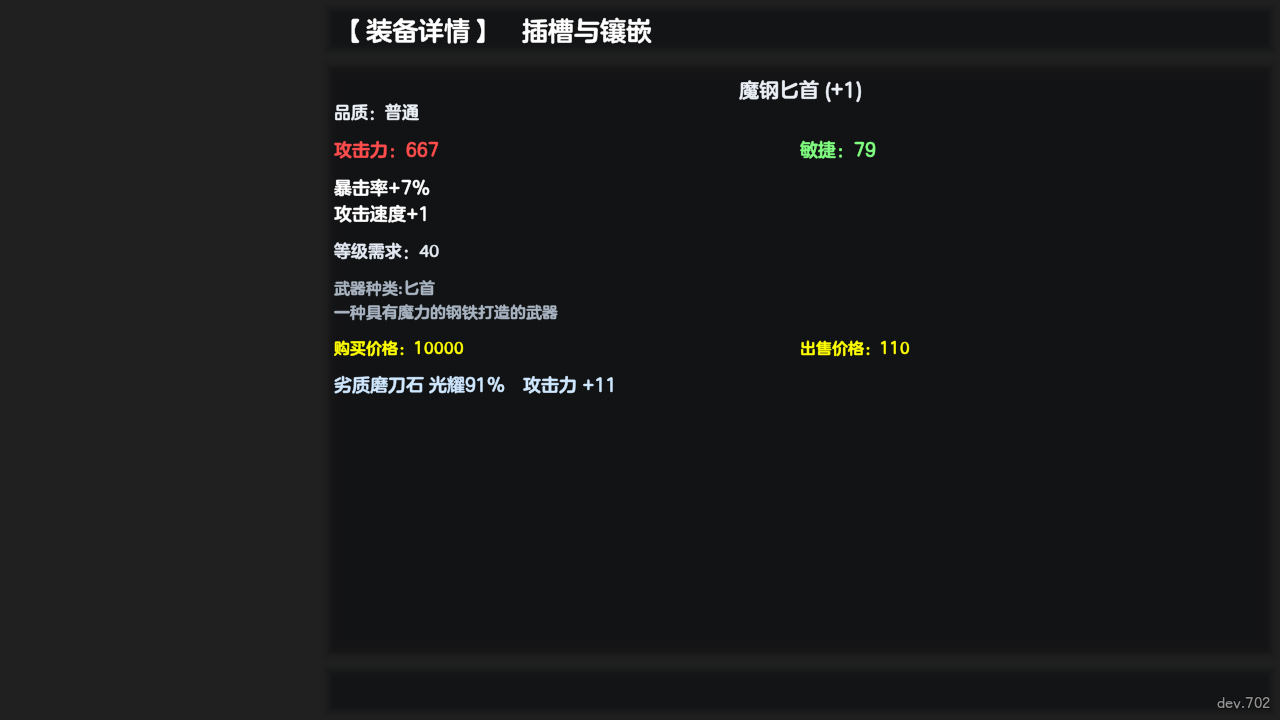 【装备详情】 插槽与镶嵌
魔钢匕首 (+1)
品质：普通
攻击力：667 敏捷：79
暴击率+7%
攻击速度+1
等级需求：40
武器种类:匕首
一种具有魔力的钢铁打造的武器
购买价格：10000 出售价格：110
劣质磨刀石 光耀91% 攻击力 +11
dev.702